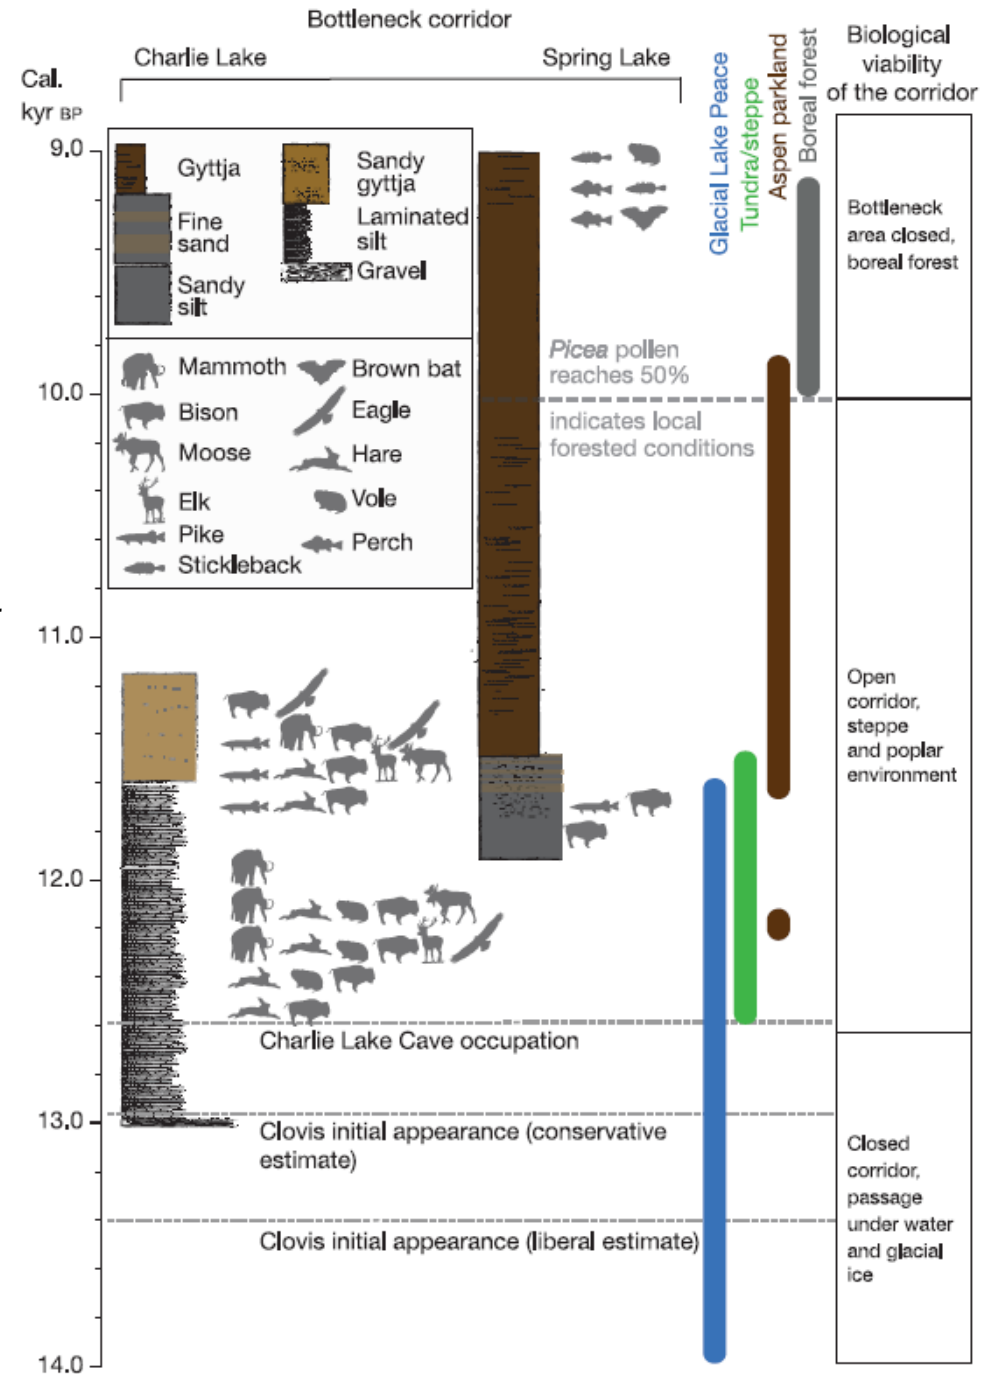 Bottleneck corridor
Charlie Lake
Spring Lake
Cal.
kyr BP
9.0
10.0
11.0
12.0
13.0
14.0
Gyttja
Fine
sand
Sandy
silt
Sandy
gyttja
Laminated
silt
Gravel
Mammoth
Bison
Moose
Elk
Pike
Stickleback
Brown bat
Eagle
Hare
Vole
Perch
Picea pollen
reaches 50%
indicates local
forested conditions
Charlie Lake Cave occupation
Clovis initial appearance (conservative
estimate)
Clovis initial appearance (liberal estimate)
Glacial Lake Peace
Tundra/steppe
Aspen parkland
Boreal forest
Biological
viability
of the corridor
Bottleneck
area closed,
boreal forest
Open
corridor,
steppe
and poplar
environment
Closed
corridor,
passage
under water
and glacial
ice